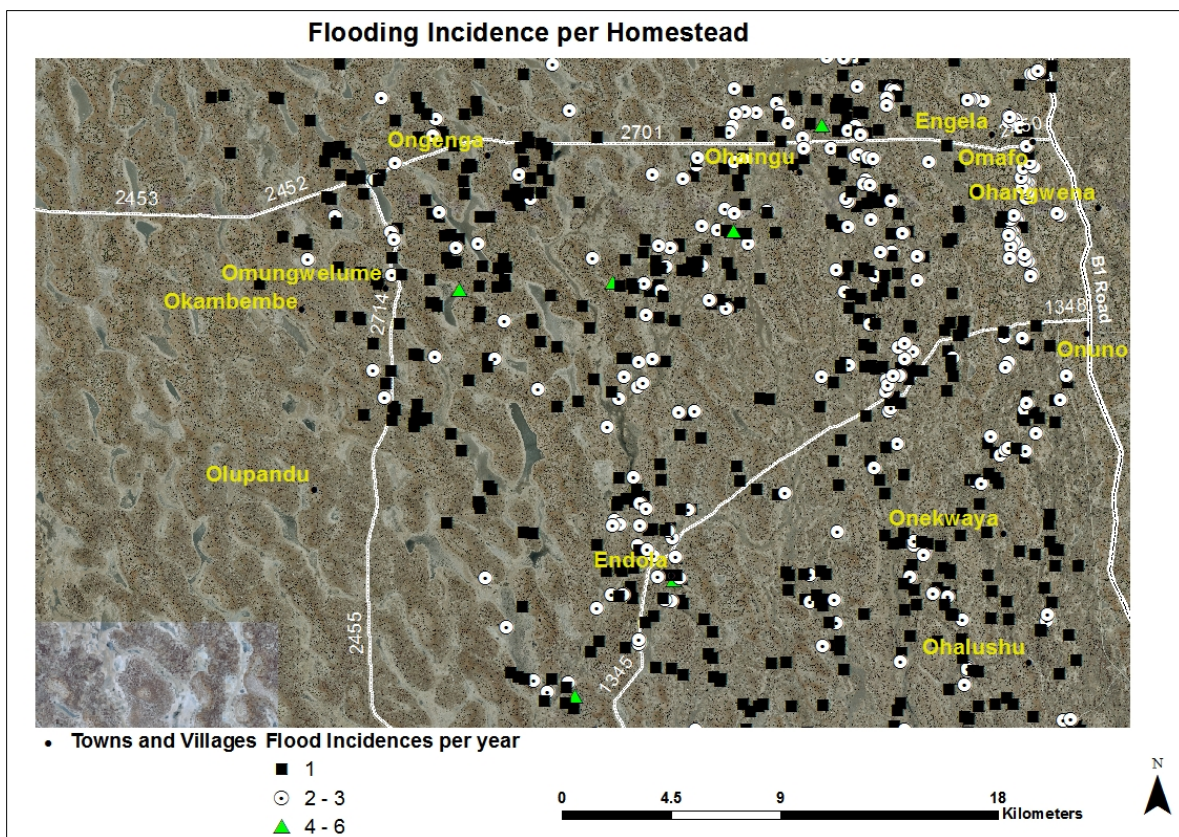 Flooding Incidence per Homestead
Engela
2701
Ongenga
Ohaingu
Omafo
2452
2453
Ohangwena
Omungwelume
B1 Road
Okambembe
1348
2714
Onuno
Olupandu
Onekwaya
Endola
2455
Ohalushu
1345
Towns and Villages Flood Incidences per year
1
2 - 3
4 - 6
0 4.5 9 18
Kilometers
N